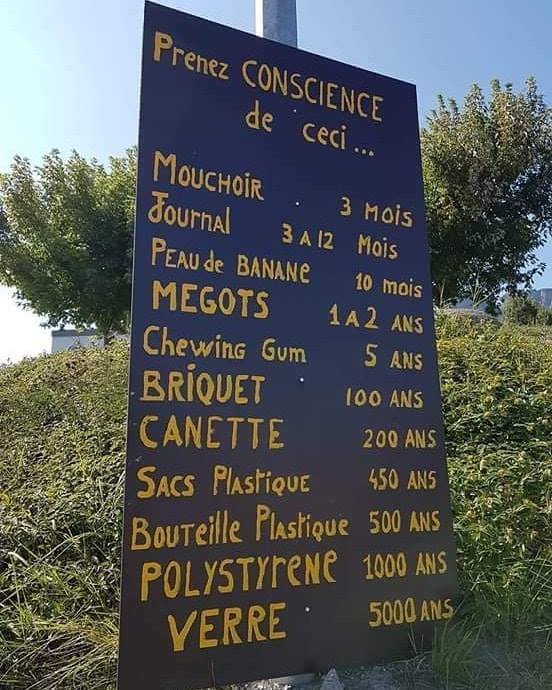 Prenez CONSCIENCE
de ceci...
MOUCHOIR 3 MOIS
Journal 3 A 12 Mois
PEAU de BANANE 10 mois
MEGOTS 1 A 2 ANS
Chewing Gum 5 ANS
BRIQUET 100 ANS
CANETTE 200 ANS
SACS PLASTIQUE 450 ANS
BOUTEILLE PLASTIQUE 500 ANS
POLYSTYRENE 1000 ANS
VERRE 5000 ANS